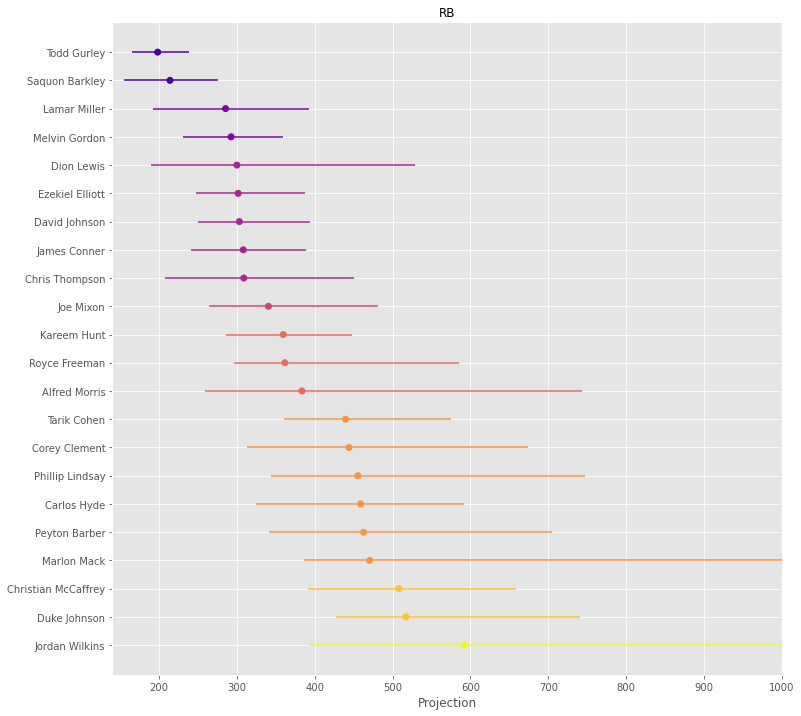 RB
Todd Gurley
Saquon Barkley
Lamar Miller
Melvin Gordon
Dion Lewis
Ezekiel Elliott
David Johnson
James Conner
Chris Thompson
Joe Mixon
Kareem Hunt
Royce Freeman
Alfred Morris
Tarik Cohen
Corey Clement
Phillip Lindsay
Carlos Hyde
Peyton Barber
Marlon Mack
Christian McCaffrey
Duke Johnson
Jordan Wilkins
200 300 400 500 600 700 800 900 1000
Projection